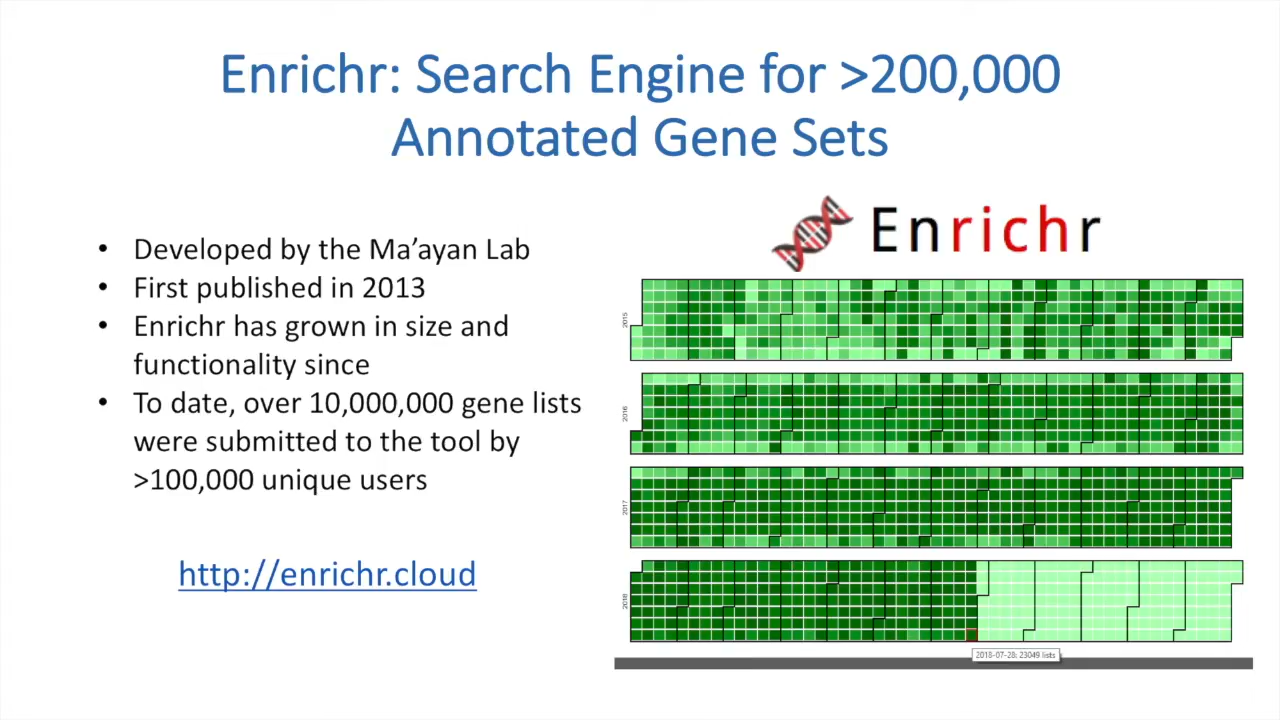 Enrichr: Search Engine for >200,000
Annotated Gene Sets
• Developed by the Ma’ayan Lab
• First published in 2013
• Enrichr has grown in size and
functionality since
• To date, over 10,000,000 gene lists
were submitted to the tool by
>100,000 unique users
http://enrichr.cloud
Enrichr
2015
2016
2017
2018
2018-07-28: 23049 lists